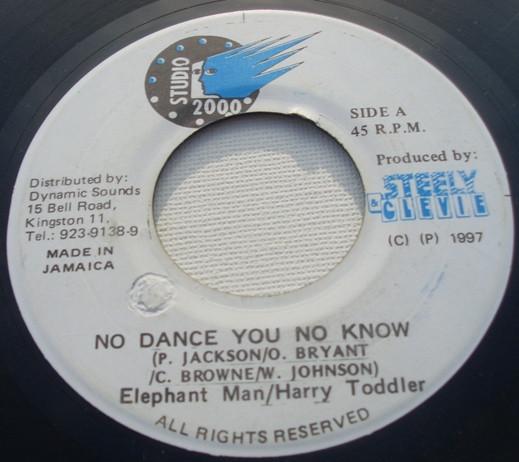 STUDIO
2000
SIDE A
45 R.P.M.
Produced by:
STEELY
& CLEVIE
(C) (P) 1997
Distributed by:
Dynamic Sounds
15 Bell Road,
Kingston 11.
Tel.: 923-9138-9
MADE IN
JAMAICA
NO DANCE YOU NO KNOW
(P. JACKSON/O. BRYANT
/C. BROWNE/W. JOHNSON)
Elephant Man/Harry Toddler
ALL RIGHTS RESERVED